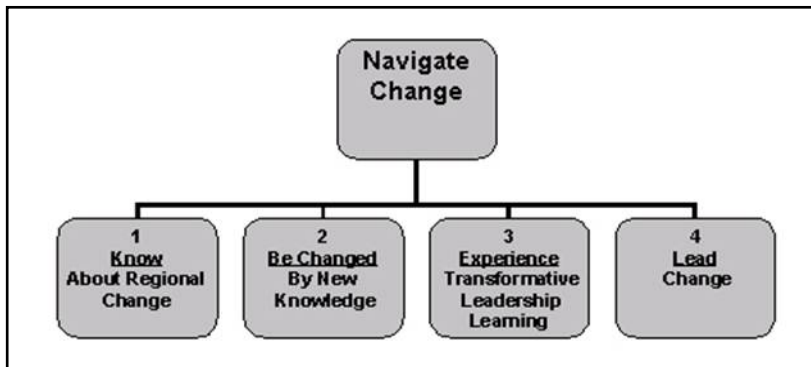 Navigate
Change
1
Know
About Regional
Change
2
Be Changed
By New
Knowledge
3
Experience
Transformative
Leadership
Learning
4
Lead
Change